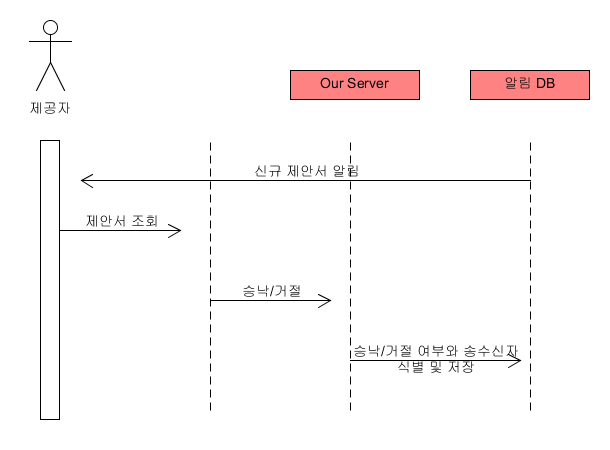 Our Server
알림 DB
제공자
신규 제안서 알림
제안서 조회
승낙/거절
승낙/거절 여부와 송수신자
식별 및 저장